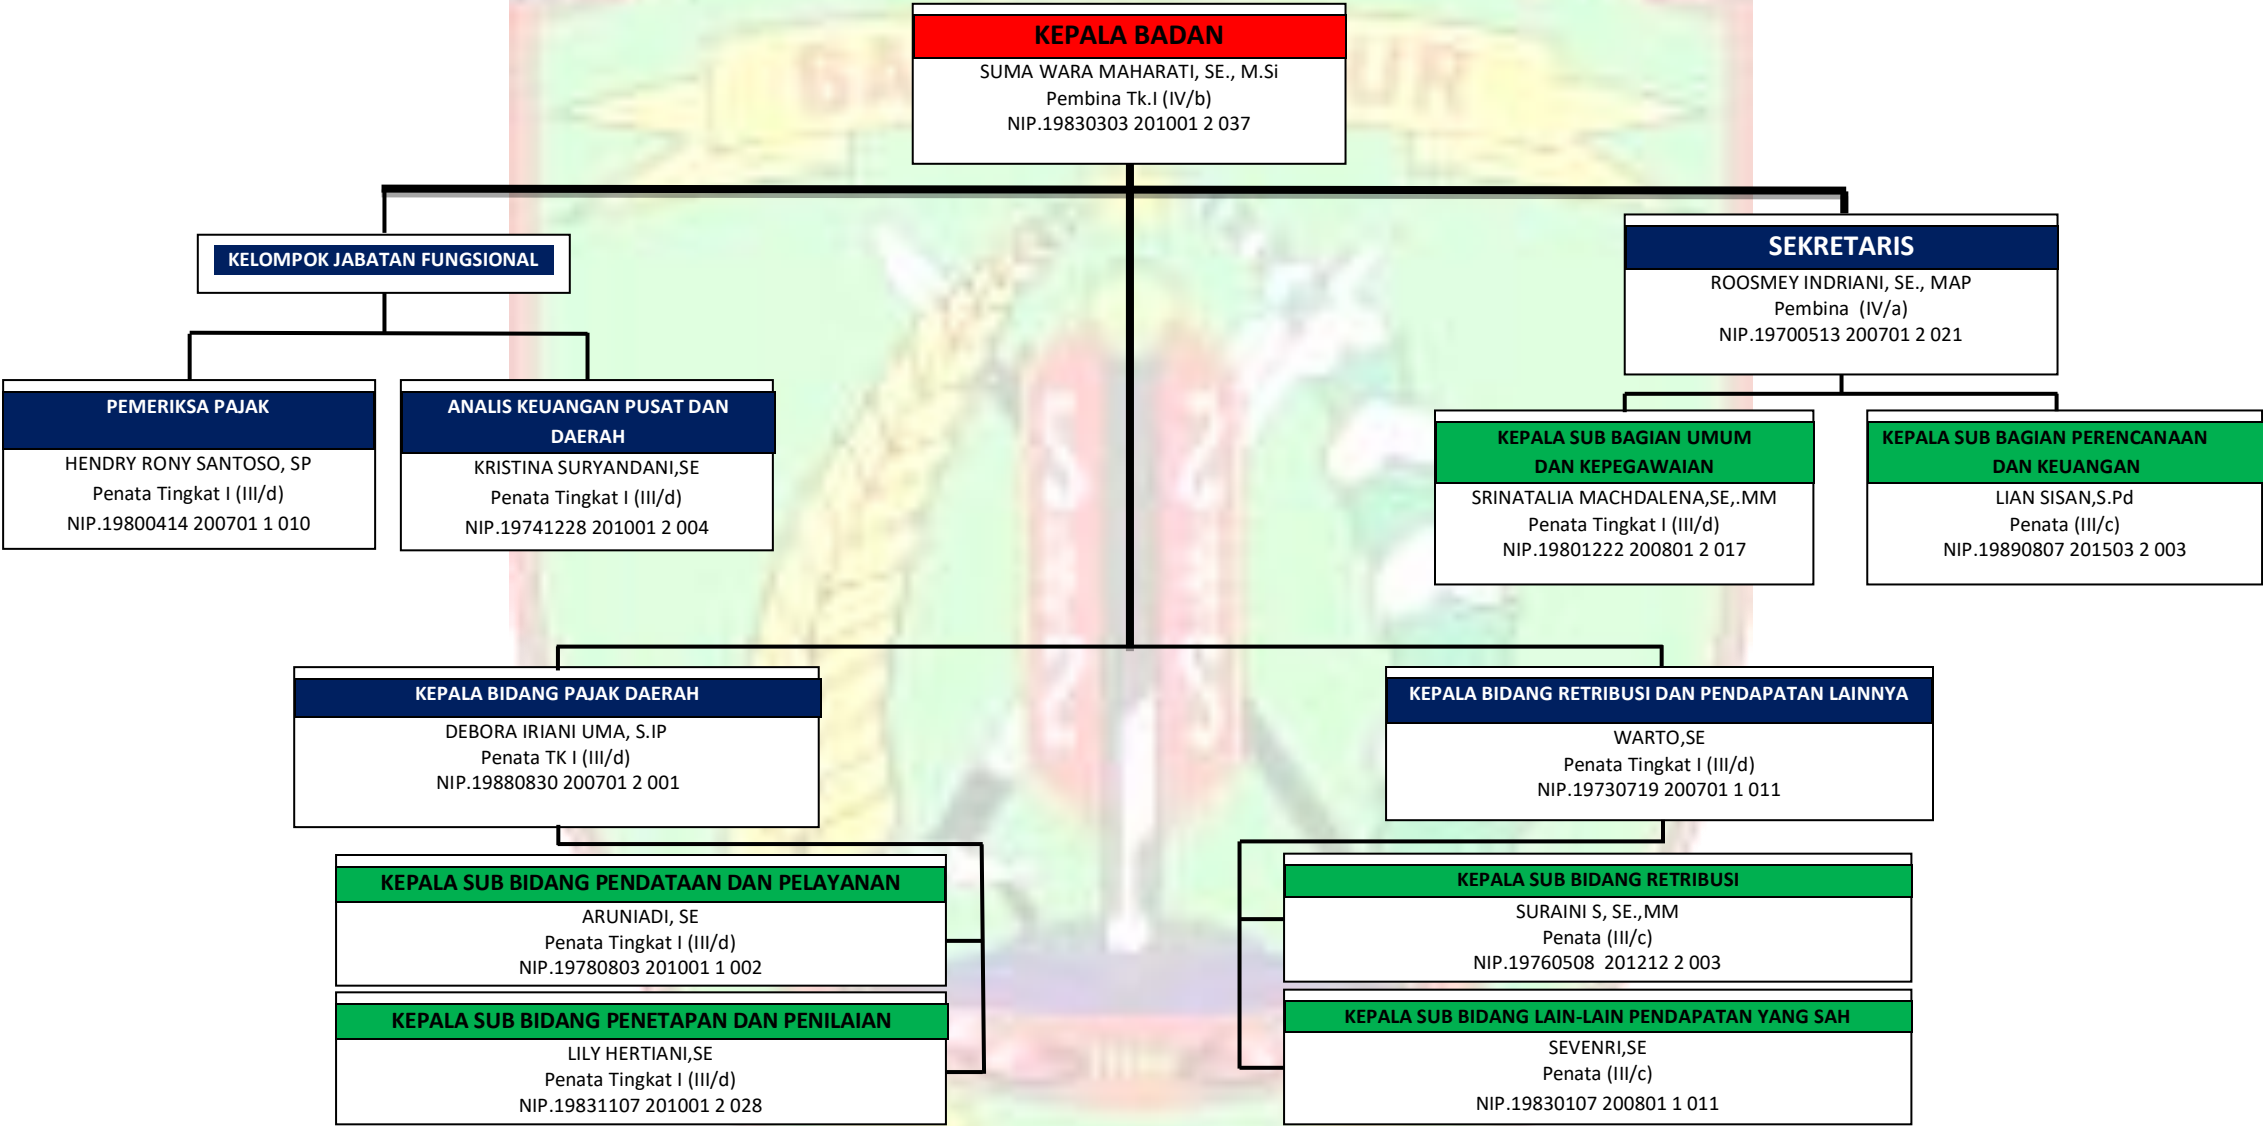 KEPALA BADAN
SUMA WARA MAHARATI, SE., M.Si
Pembina Tk.I (IV/b)
NIP.19830303 201001 2 037
KELOMPOK JABATAN FUNGSIONAL
SEKRETARIS
ROOSMEY INDRIANI, SE., MAP
Pembina  (IV/a)
NIP.19700513 200701 2 021
PEMERIKSA PAJAK
HENDRY RONY SANTOSO, SP
Penata Tingkat I (III/d)
NIP.19800414 200701 1 010
ANALIS KEUANGAN PUSAT DAN
DAERAH
KRISTINA SURYANDANI,SE
Penata Tingkat I (III/d)
NIP.19741228 201001 2 004
KEPALA SUB BAGIAN UMUM
DAN KEPEGAWAIAN
SRINATALIA MACHDALENA,SE,.MM
Penata Tingkat I (III/d)
NIP.19801222 200801 2 017
KEPALA SUB BAGIAN PERENCANAAN
DAN KEUANGAN
LIAN SISAN,S.Pd
Penata (III/c)
NIP.19890807 201503 2 003
KEPALA BIDANG PAJAK DAERAH
DEBORA IRIANI UMA, S.IP
Penata TK I (III/d)
NIP.19880830 200701 2 001
KEPALA BIDANG RETRIBUSI DAN PENDAPATAN LAINNYA
WARTO,SE
Penata Tingkat I (III/d)
NIP.19730719 200701 1 011
KEPALA SUB BIDANG PENDATAAN DAN PELAYANAN
ARUNIADI, SE
Penata Tingkat I (III/d)
NIP.19780803 201001 1 002
KEPALA SUB BIDANG PENETAPAN DAN PENILAIAN
LILY HERTIANI,SE
Penata Tingkat I (III/d)
NIP.19831107 201001 2 028
KEPALA SUB BIDANG RETRIBUSI
SURAINI S, SE.,MM
Penata (III/c)
NIP.19760508  201212 2 003
KEPALA SUB BIDANG LAIN-LAIN PENDAPATAN YANG SAH
SEVENRI,SE
Penata (III/c)
NIP.19830107 200801 1 011